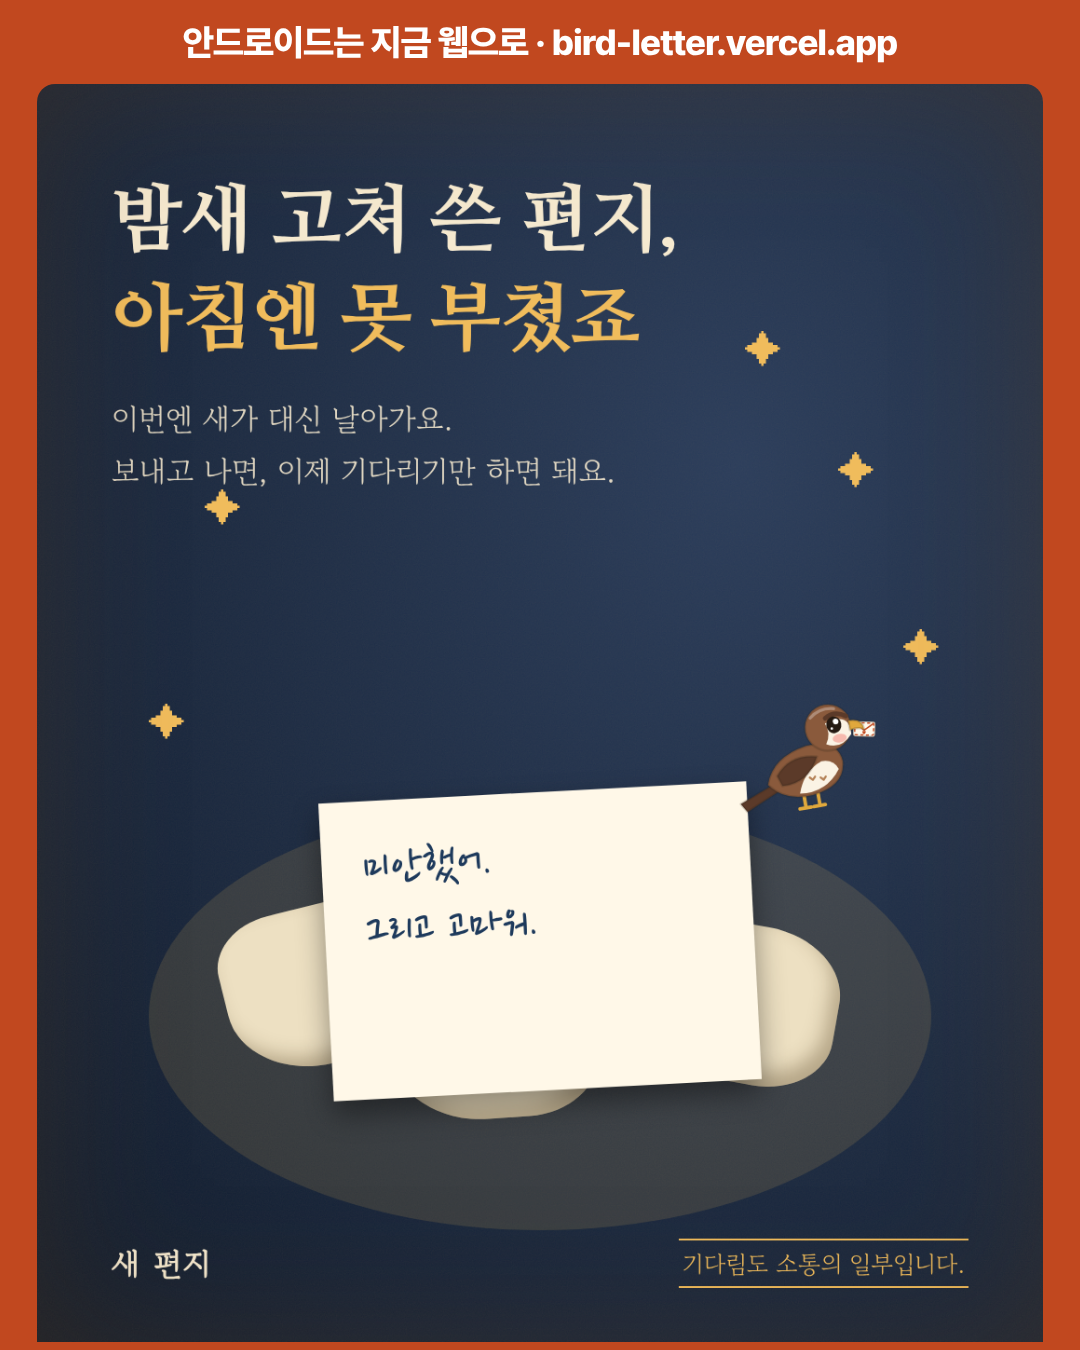 안드로이드는 지금 웹으로 · bird-letter.vercel.app
밤새 고쳐 쓴 편지,
아침엔 못 부쳤죠
이번엔 새가 대신 날아가요.
보내고 나면, 이제 기다리기만 하면 돼요.
미안했어.
그리고 고마워.
새 편지
기다림도 소통의 일부입니다.